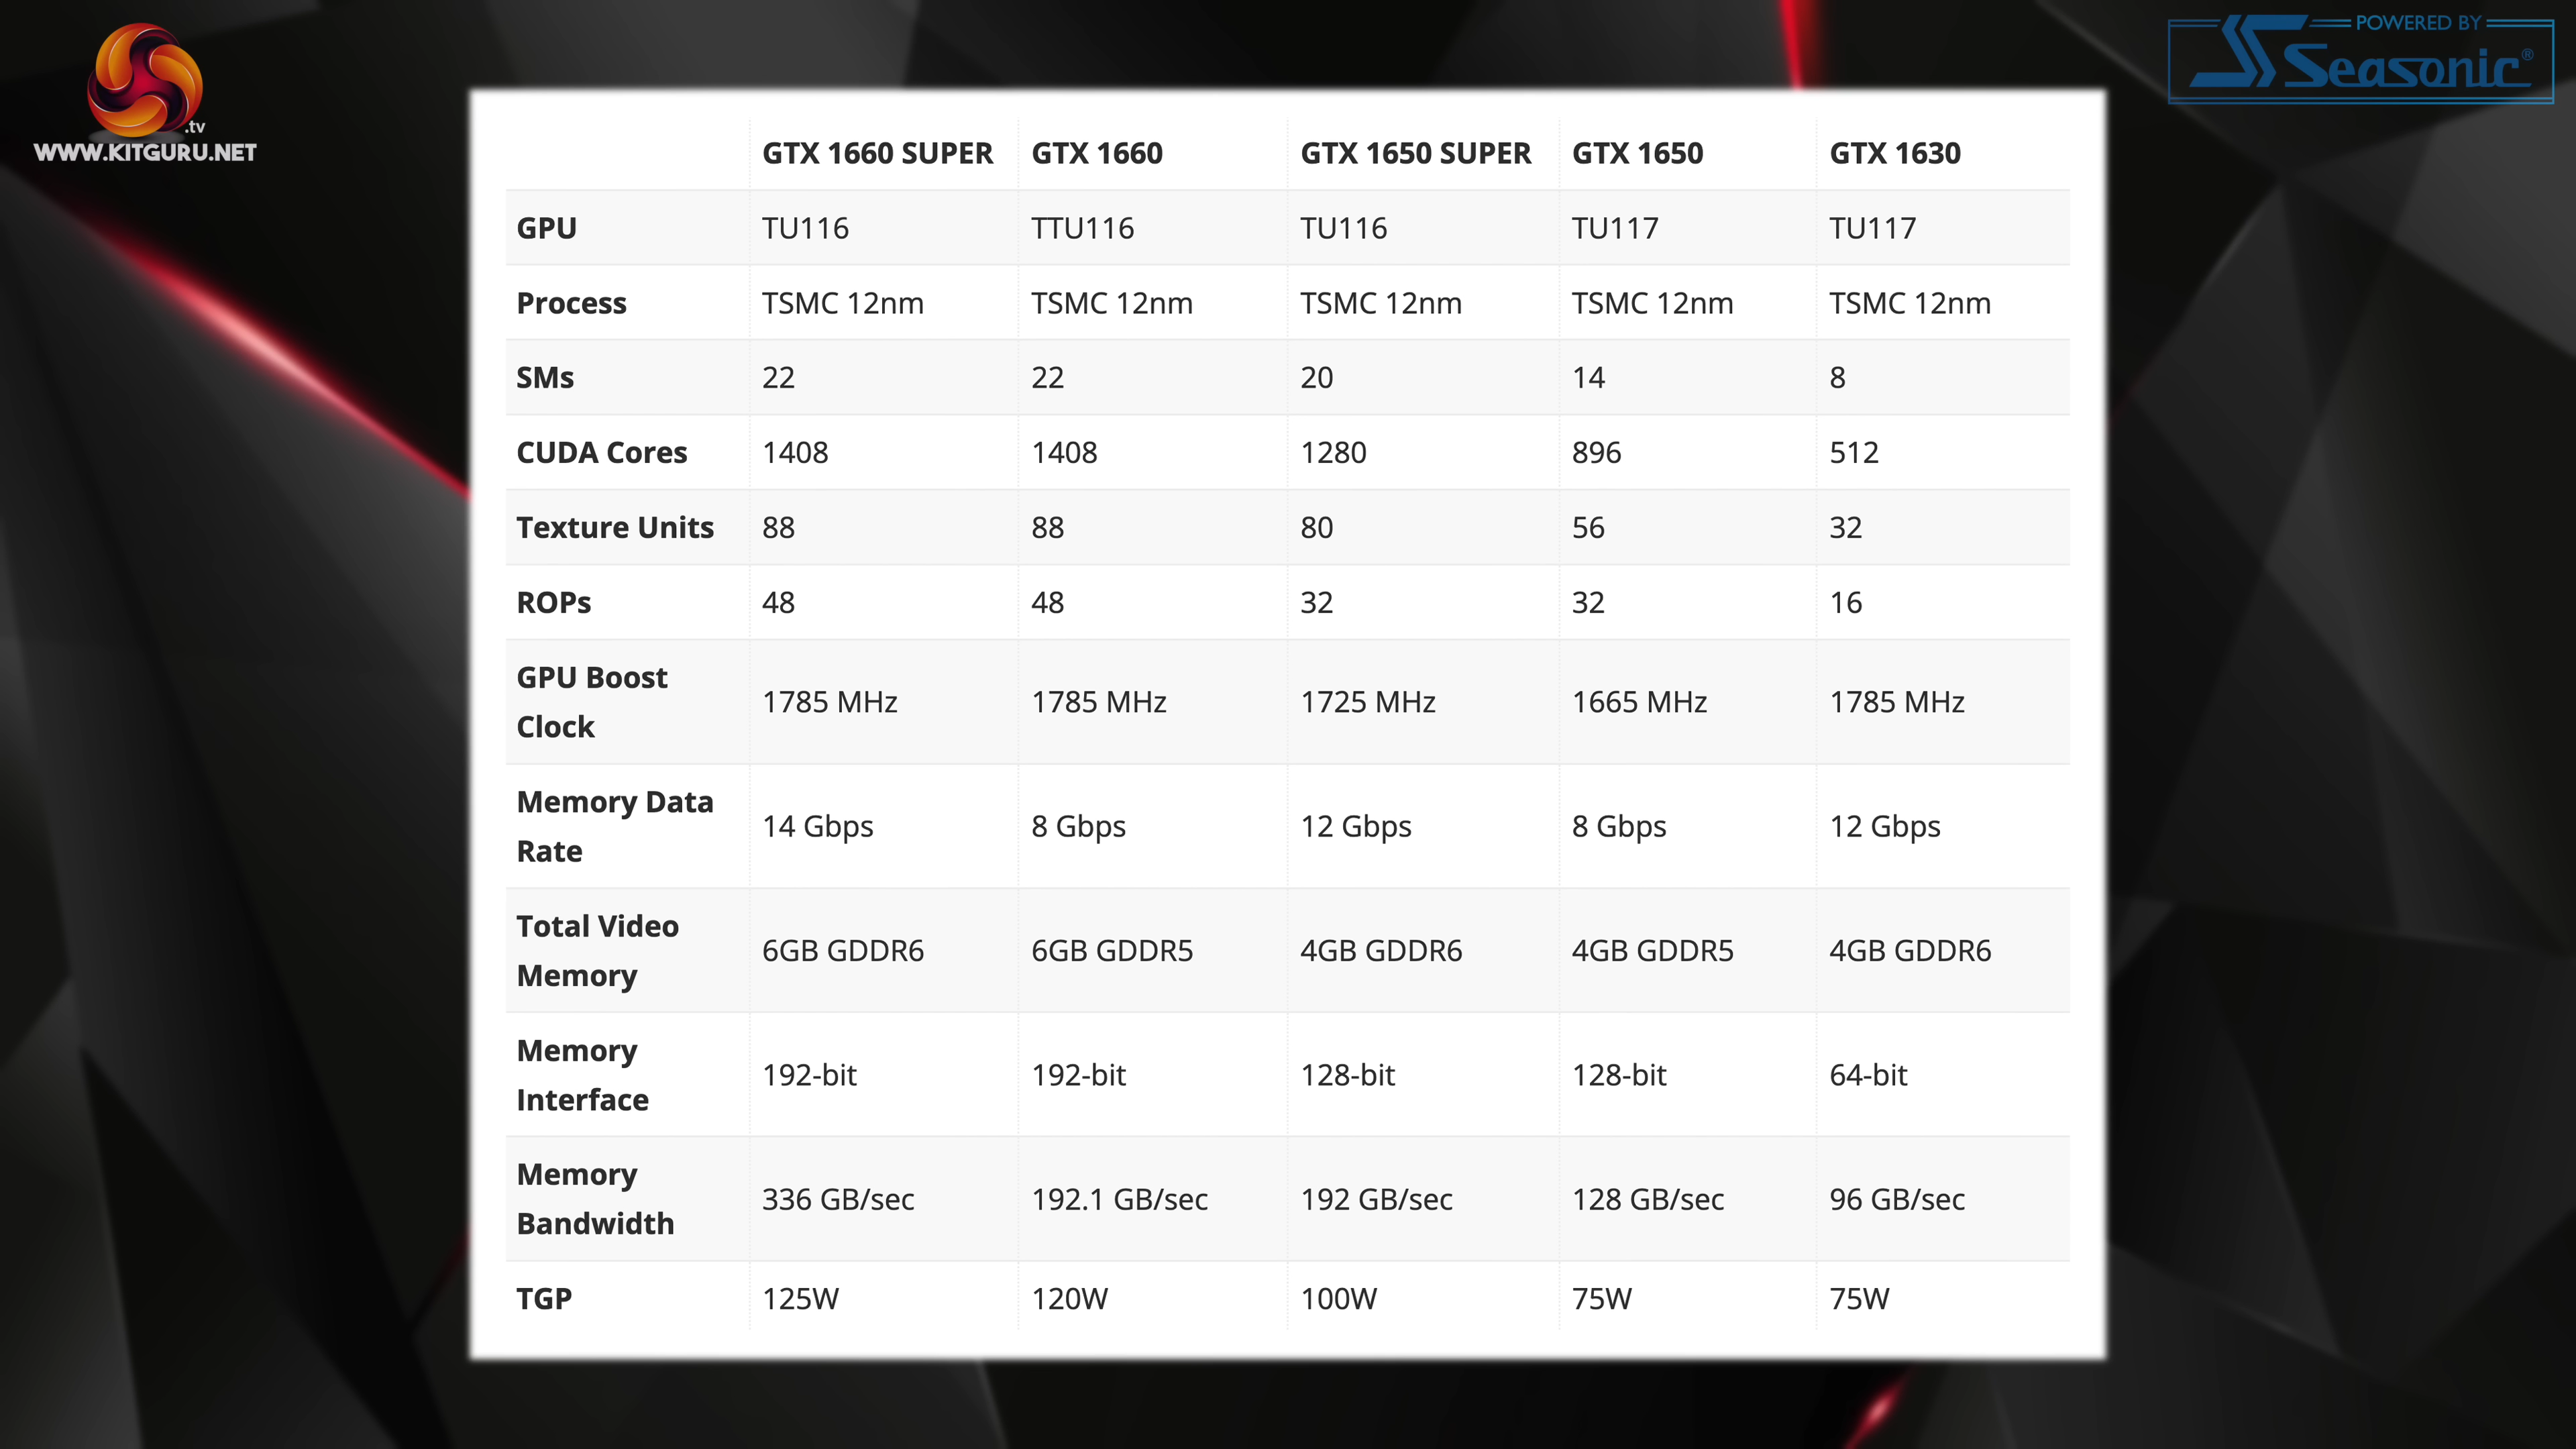 .tv
WWW.KITGURU.NET
POWERED BY
Seasonic®
GTX 1660 SUPER GTX 1660 GTX 1650 SUPER GTX 1650 GTX 1630
GPU TU116 TTU116 TU116 TU117 TU117
Process TSMC 12nm TSMC 12nm TSMC 12nm TSMC 12nm TSMC 12nm
SMs 22 22 20 14 8
CUDA Cores 1408 1408 1280 896 512
Texture Units 88 88 80 56 32
ROPs 48 48 32 32 16
GPU Boost
Clock 1785 MHz 1785 MHz 1725 MHz 1665 MHz 1785 MHz
Memory Data
Rate 14 Gbps 8 Gbps 12 Gbps 8 Gbps 12 Gbps
Total Video
Memory 6GB GDDR6 6GB GDDR5 4GB GDDR6 4GB GDDR5 4GB GDDR6
Memory
Interface 192-bit 192-bit 128-bit 128-bit 64-bit
Memory
Bandwidth 336 GB/sec 192.1 GB/sec 192 GB/sec 128 GB/sec 96 GB/sec
TGP 125W 120W 100W 75W 75W